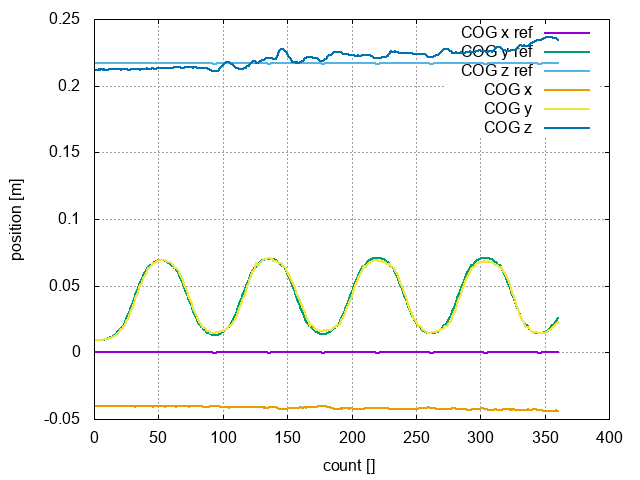 0.25
0.2
0.15
0.1
0.05
0
-0.05
0 50 100 150 200 250 300 350 400
position [m]
count []
COG x ref
COG y ref
COG z ref
COG x
COG y
COG z